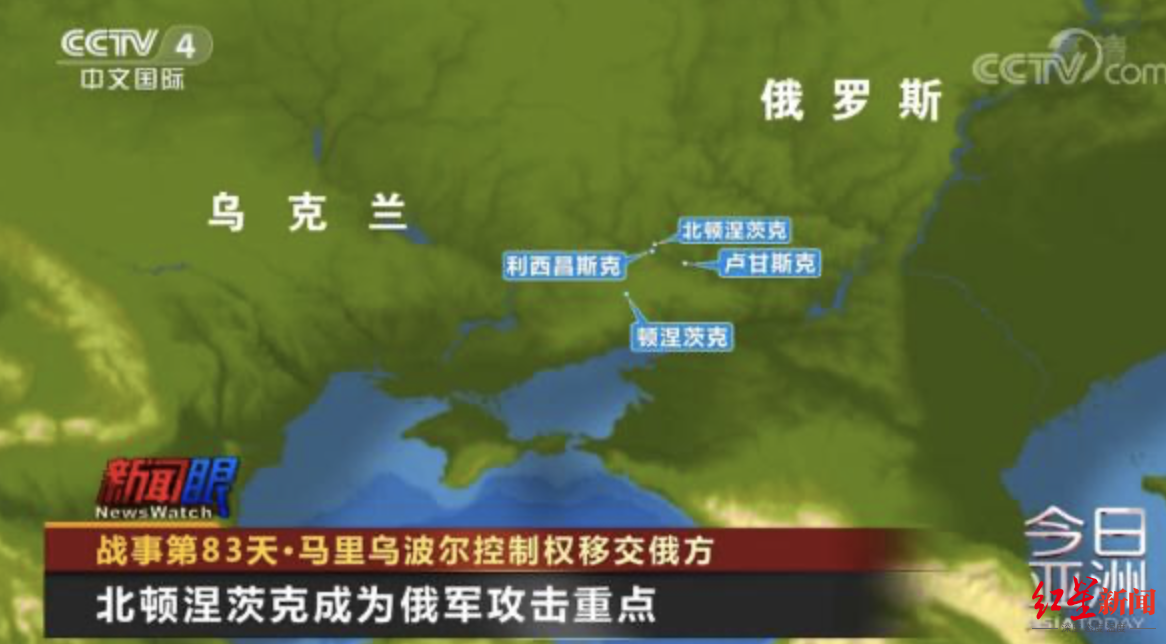 CCTV 4
中文国际
CCTV com
俄罗斯
乌克兰
北顿涅茨克
利西昌斯克
卢甘斯克
顿涅茨克
新闻眼
NewsWatch
战事第83天·马里乌波尔控制权移交俄方
北顿涅茨克成为俄军攻击重点
今日
亚洲
红星新闻
ASIA TODAY